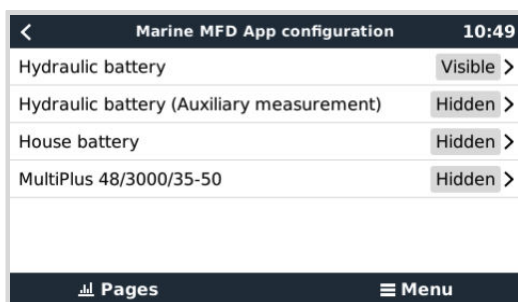 Marine MFD App configuration 10:49
Hydraulic battery Visible
Hydraulic battery (Auxiliary measurement) Hidden
House battery Hidden
MultiPlus 48/3000/35-50 Hidden
Pages Menu